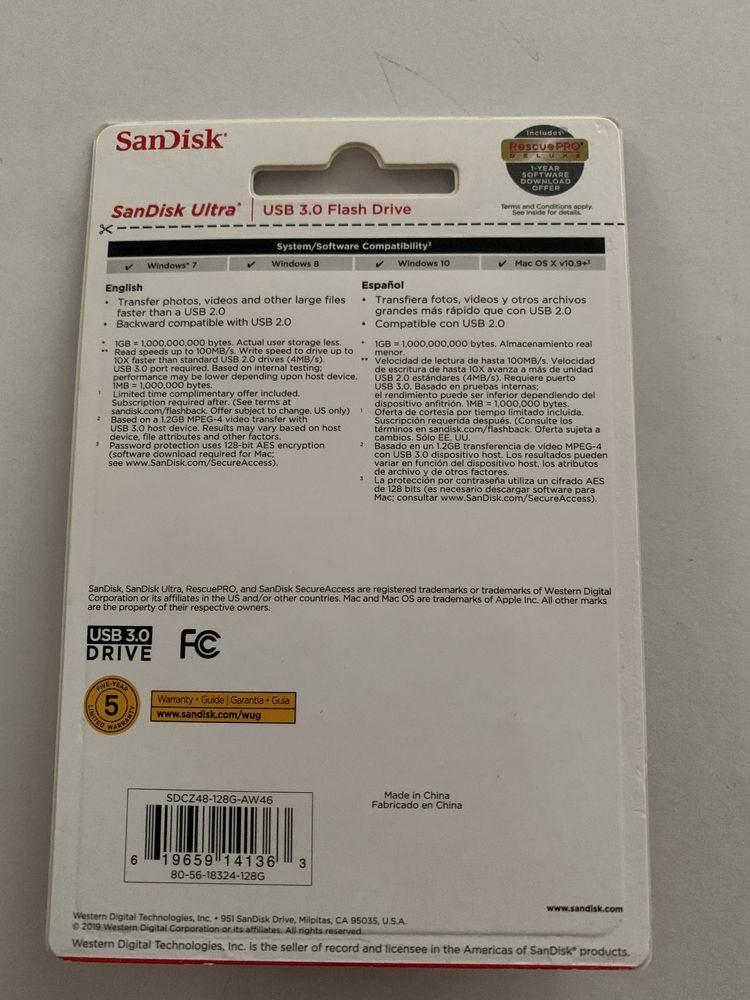 SanDisk®
Includes
RescuePRO®
DELUXE
1-YEAR
SOFTWARE
DOWNLOAD
OFFER
Terms and Conditions apply.
See inside for details.
SanDisk Ultra® | USB 3.0 Flash Drive
System/Software Compatibility³
✓ Windows® 7 ✓ Windows 8 ✓ Windows 10 ✓ Mac OS X v10.9+³
English
• Transfer photos, videos and other large files
faster than a USB 2.0
• Backward compatible with USB 2.0
* 1GB = 1,000,000,000 bytes. Actual user storage less.
** Read speeds up to 100MB/s. Write speed to drive up to
10X faster than standard USB 2.0 drives (4MB/s).
USB 3.0 port required. Based on internal testing;
performance may be lower depending upon host device.
1MB = 1,000,000 bytes.
¹ Limited time complimentary offer included.
Subscription required after. (See terms at
sandisk.com/flashback. Offer subject to change. US only)
² Based on a 1.2GB MPEG-4 video transfer with
USB 3.0 host device. Results may vary based on host
device, file attributes and other factors.
³ Password protection uses 128-bit AES encryption
(software download required for Mac;
see www.SanDisk.com/SecureAccess).
Español
• Transfiera fotos, videos y otros archivos
grandes más rápido que con USB 2.0
• Compatible con USB 2.0
* 1GB = 1,000,000,000 bytes. Almacenamiento real
menor.
** Velocidad de lectura de hasta 100MB/s. Velocidad
de escritura de hasta 10X avanza a más de unidad
USB 2.0 estándares (4MB/s). Requiere puerto
USB 3.0. Basado en pruebas internas;
el rendimiento puede ser inferior dependiendo del
dispositivo anfitrión. 1MB = 1,000,000 bytes.
¹ Oferta de cortesía por tiempo limitado incluida.
Suscripción requerida después. (Consulte los
términos en sandisk.com/flashback. Oferta sujeta a
cambios. Sólo EE. UU.
² Basado en un 1.2GB transferencia de vídeo MPEG-4
con USB 3.0 dispositivo host. Los resultados pueden
variar en función del dispositivo host, los atributos
de archivo y de otros factores.
³ La protección por contraseña utiliza un cifrado AES
de 128 bits (es necesario descargar software para
Mac; consultar www.SanDisk.com/SecureAccess).
SanDisk, SanDisk Ultra, RescuePRO, and SanDisk SecureAccess are registered trademarks or trademarks of Western Digital
Corporation or its affiliates in the US and/or other countries. Mac and Mac OS are trademarks of Apple Inc. All other marks
are the property of their respective owners.
USB 3.0
DRIVE
FC
FIVE-YEAR
5
LIMITED WARRANTY
Warranty • Guide | Garantía • Guia
www.sandisk.com/wug
SDCZ48-128G-AW46
6 19659 14136 3
80-56-18324-128G
Made in China
Fabricado en China
www.sandisk.com
Western Digital Technologies, Inc. • 951 SanDisk Drive, Milpitas, CA 95035, U.S.A.
© 2019 Western Digital Corporation or its affiliates. All rights reserved.
Western Digital Technologies, Inc. is the seller of record and licensee in the Americas of SanDisk® products.